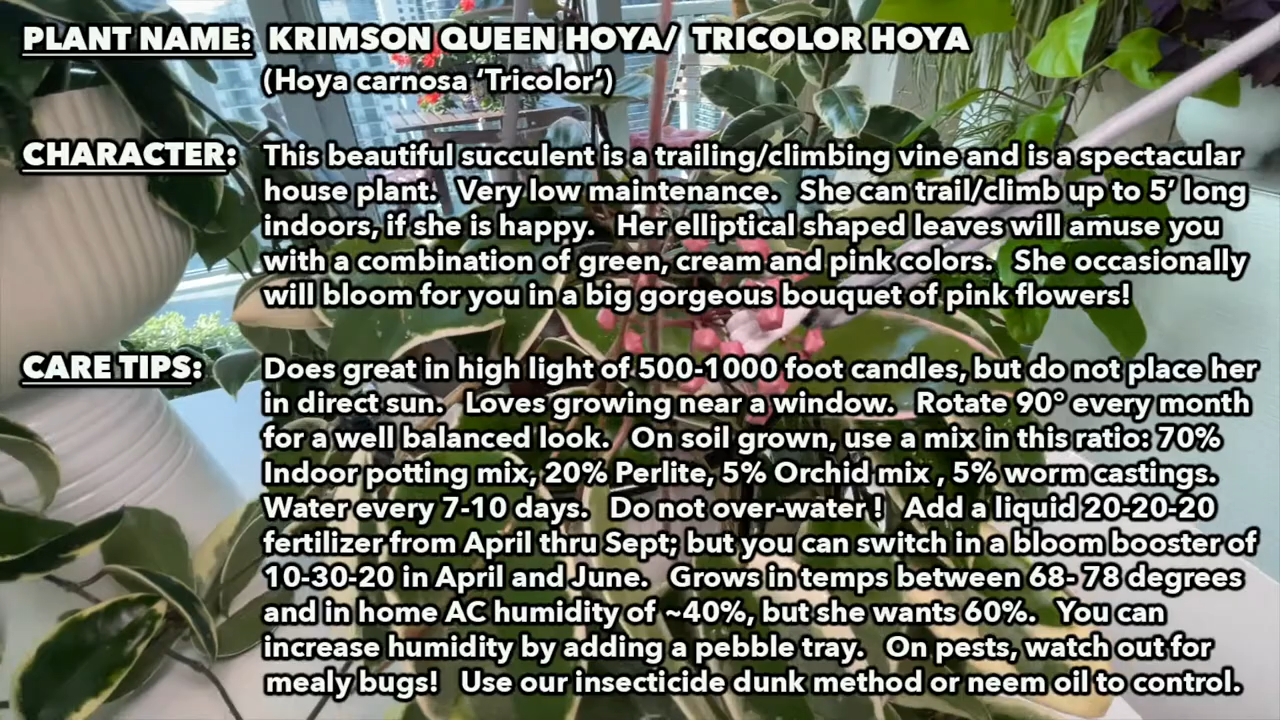 PLANT NAME: KRIMSON QUEEN HOYA/ TRICOLOR HOYA
(Hoya carnosa ‘Tricolor’)
CHARACTER: This beautiful succulent is a trailing/climbing vine and is a spectacular
house plant! Very low maintenance. She can trail/climb up to 5’ long
indoors, if she is happy. Her elliptical shaped leaves will amuse you
with a combination of green, cream and pink colors. She occasionally
will bloom for you in a big gorgeous bouquet of pink flowers!
CARE TIPS: Does great in high light of 500-1000 foot candles, but do not place her
in direct sun. Loves growing near a window. Rotate 90° every month
for a well balanced look. On soil grown, use a mix in this ratio: 70%
Indoor potting mix, 20% Perlite, 5% Orchid mix , 5% worm castings.
Water every 7-10 days. Do not over-water ! Add a liquid 20-20-20
fertilizer from April thru Sept; but you can switch in a bloom booster of
10-30-20 in April and June. Grows in temps between 68- 78 degrees
and in home AC humidity of ~40%, but she wants 60%. You can
increase humidity by adding a pebble tray. On pests, watch out for
mealy bugs! Use our insecticide dunk method or neem oil to control.